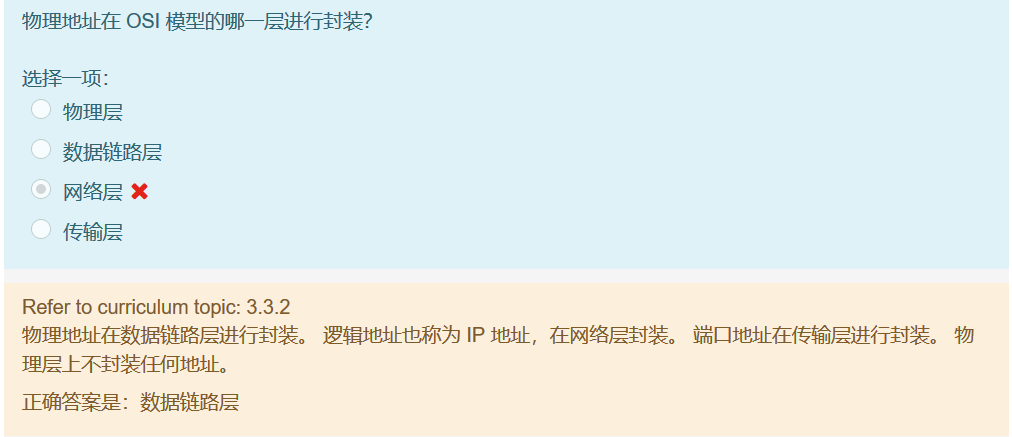 物理地址在 OSI 模型的哪一层进行封装?
选择一项:
物理层
数据链路层
网络层
传输层
Refer to curriculum topic: 3.3.2
物理地址在数据链路层进行封装。 逻辑地址也称为 IP 地址，在网络层封装。 端口地址在传输层进行封装。 物
理层上不封装任何地址。
正确答案是：数据链路层